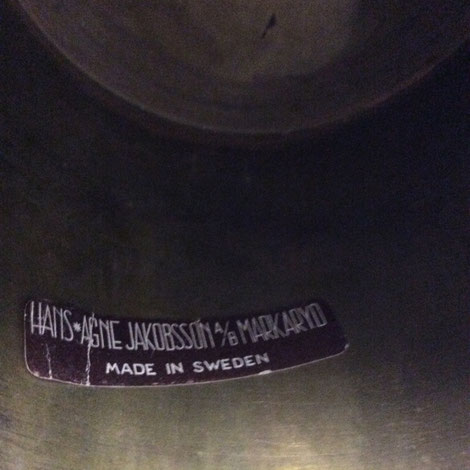 HANS*AGNE JAKOBSSON A/B MARKARYD
MADE IN SWEDEN